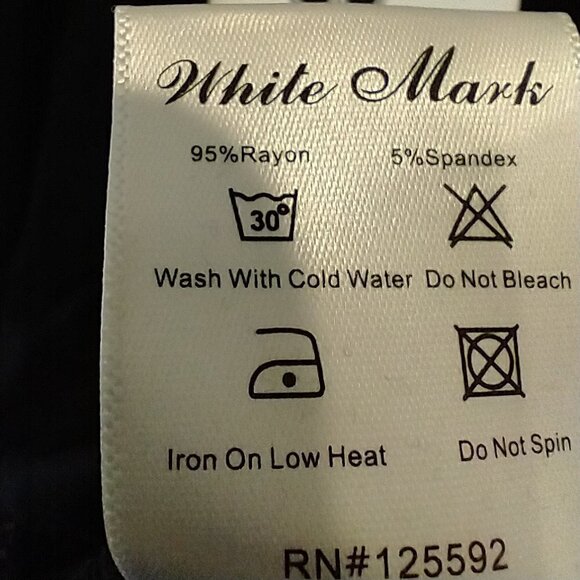 White Mark
95%Rayon 5%Spandex
30°
Wash With Cold Water Do Not Bleach
Iron On Low Heat Do Not Spin
RN#125592